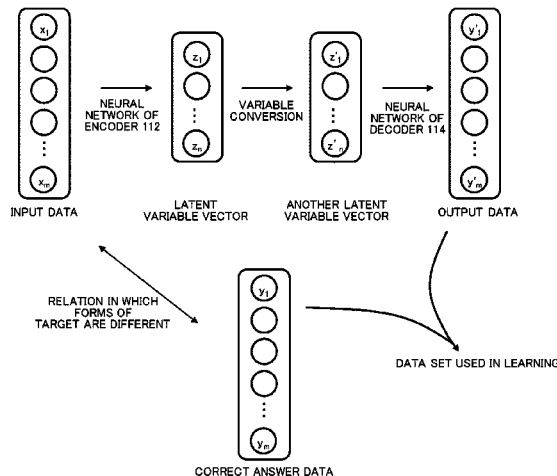 x1
xm
INPUT DATA
NEURAL
NETWORK OF
ENCODER 112
z1
zn
LATENT
VARIABLE VECTOR
VARIABLE
CONVERSION
z'1
z'n
ANOTHER LATENT
VARIABLE VECTOR
NEURAL
NETWORK OF
DECODER 114
y'1
y'm
OUTPUT DATA
RELATION IN WHICH
FORMS OF
TARGET ARE DIFFERENT
y1
ym
CORRECT ANSWER DATA
DATA SET USED IN LEARNING